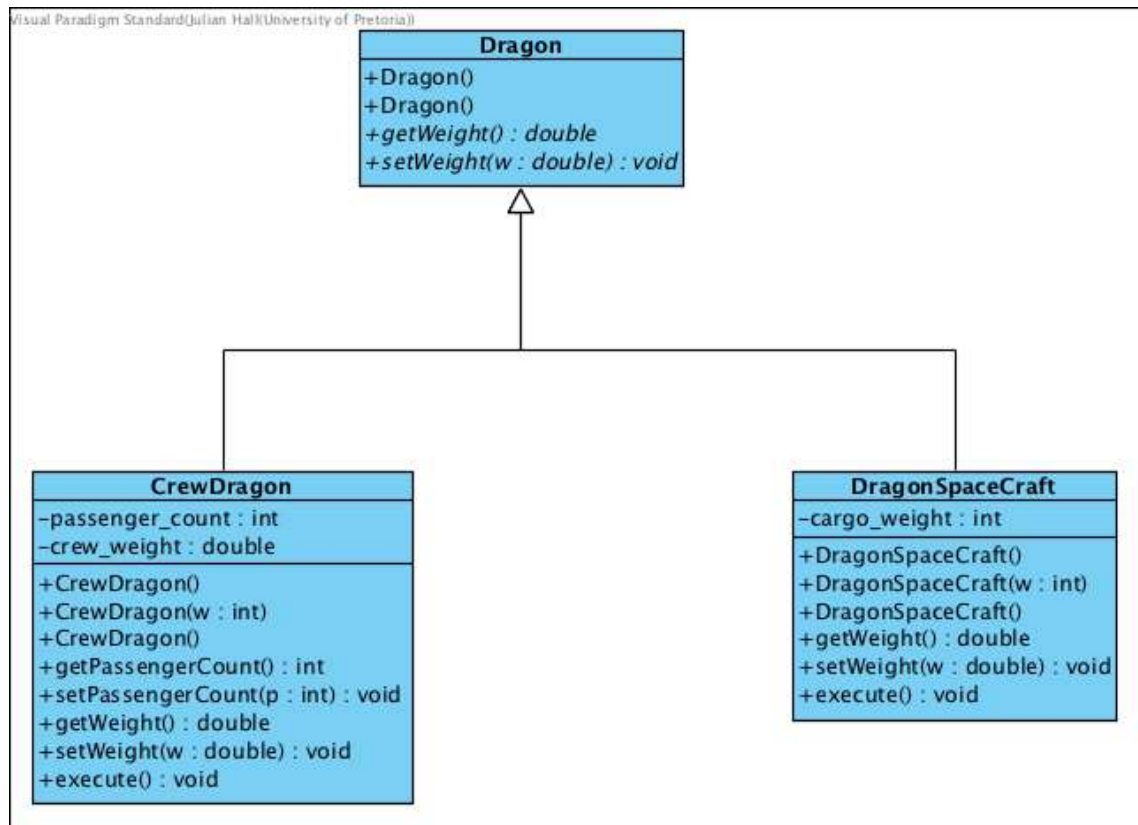 Visual Paradigm Standard(Julian Hall(University of Pretoria))
Dragon
+Dragon()
+Dragon()
+getWeight() : double
+setWeight(w : double) : void
CrewDragon
-passenger_count : int
-crew_weight : double
+CrewDragon()
+CrewDragon(w : int)
+CrewDragon()
+getPassengerCount() : int
+setPassengerCount(p : int) : void
+getWeight() : double
+setWeight(w : double) : void
+execute() : void
DragonSpaceCraft
-cargo_weight : int
+DragonSpaceCraft()
+DragonSpaceCraft(w : int)
+DragonSpaceCraft()
+getWeight() : double
+setWeight(w : double) : void
+execute() : void